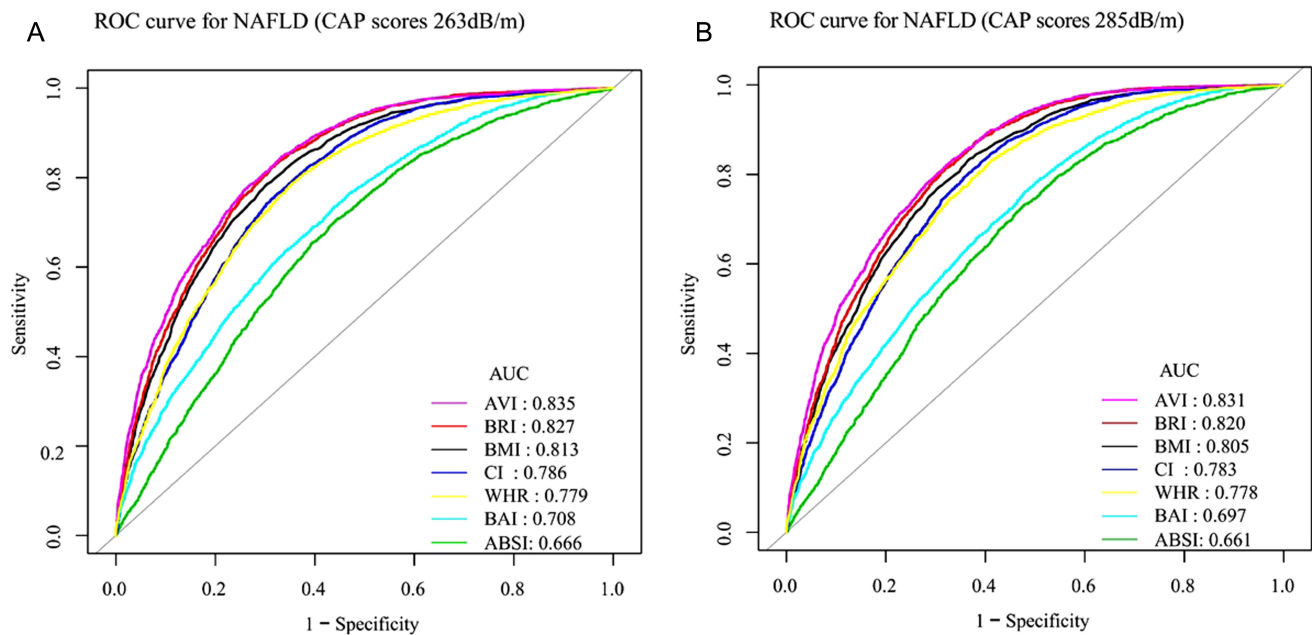 A
ROC curve for NAFLD (CAP scores 263dB/m)
Sensitivity
1.0
0.8
0.6
0.4
0.2
0.0
AUC
AVI : 0.835
BRI : 0.827
BMI : 0.813
CI : 0.786
WHR : 0.779
BAI : 0.708
ABSI: 0.666
0.0 0.2 0.4 0.6 0.8 1.0
1 − Specificity
B
ROC curve for NAFLD (CAP scores 285dB/m)
Sensitivity
1.0
0.8
0.6
0.4
0.2
0.0
AUC
AVI : 0.831
BRI : 0.820
BMI : 0.805
CI : 0.783
WHR : 0.778
BAI : 0.697
ABSI: 0.661
0.0 0.2 0.4 0.6 0.8 1.0
1 − Specificity